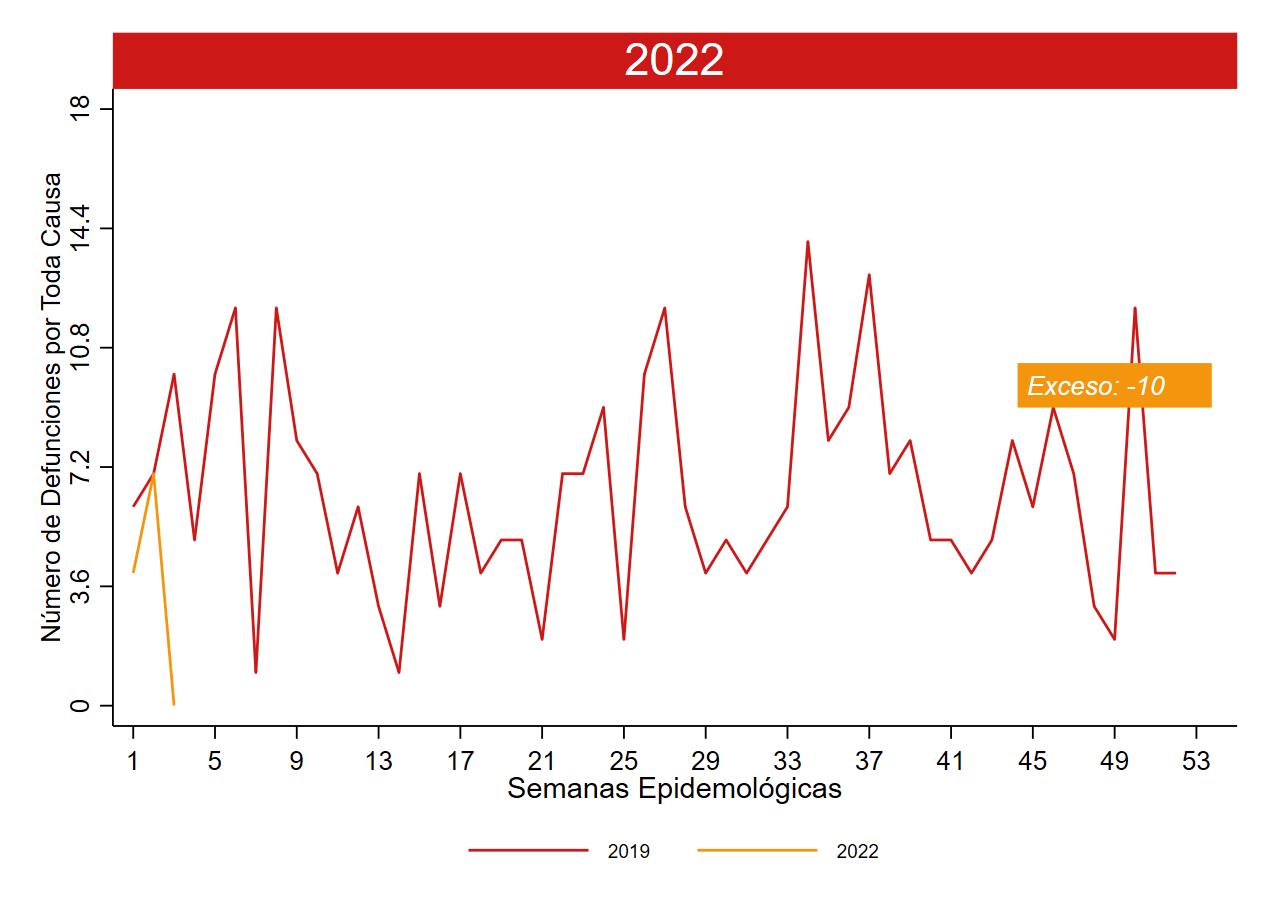 2022
Número de Defunciones por Toda Causa
18
14.4
10.8
7.2
3.6
0
Exceso: -10
1 5 9 13 17 21 25 29 33 37 41 45 49 53
Semanas Epidemológicas
2019 2022